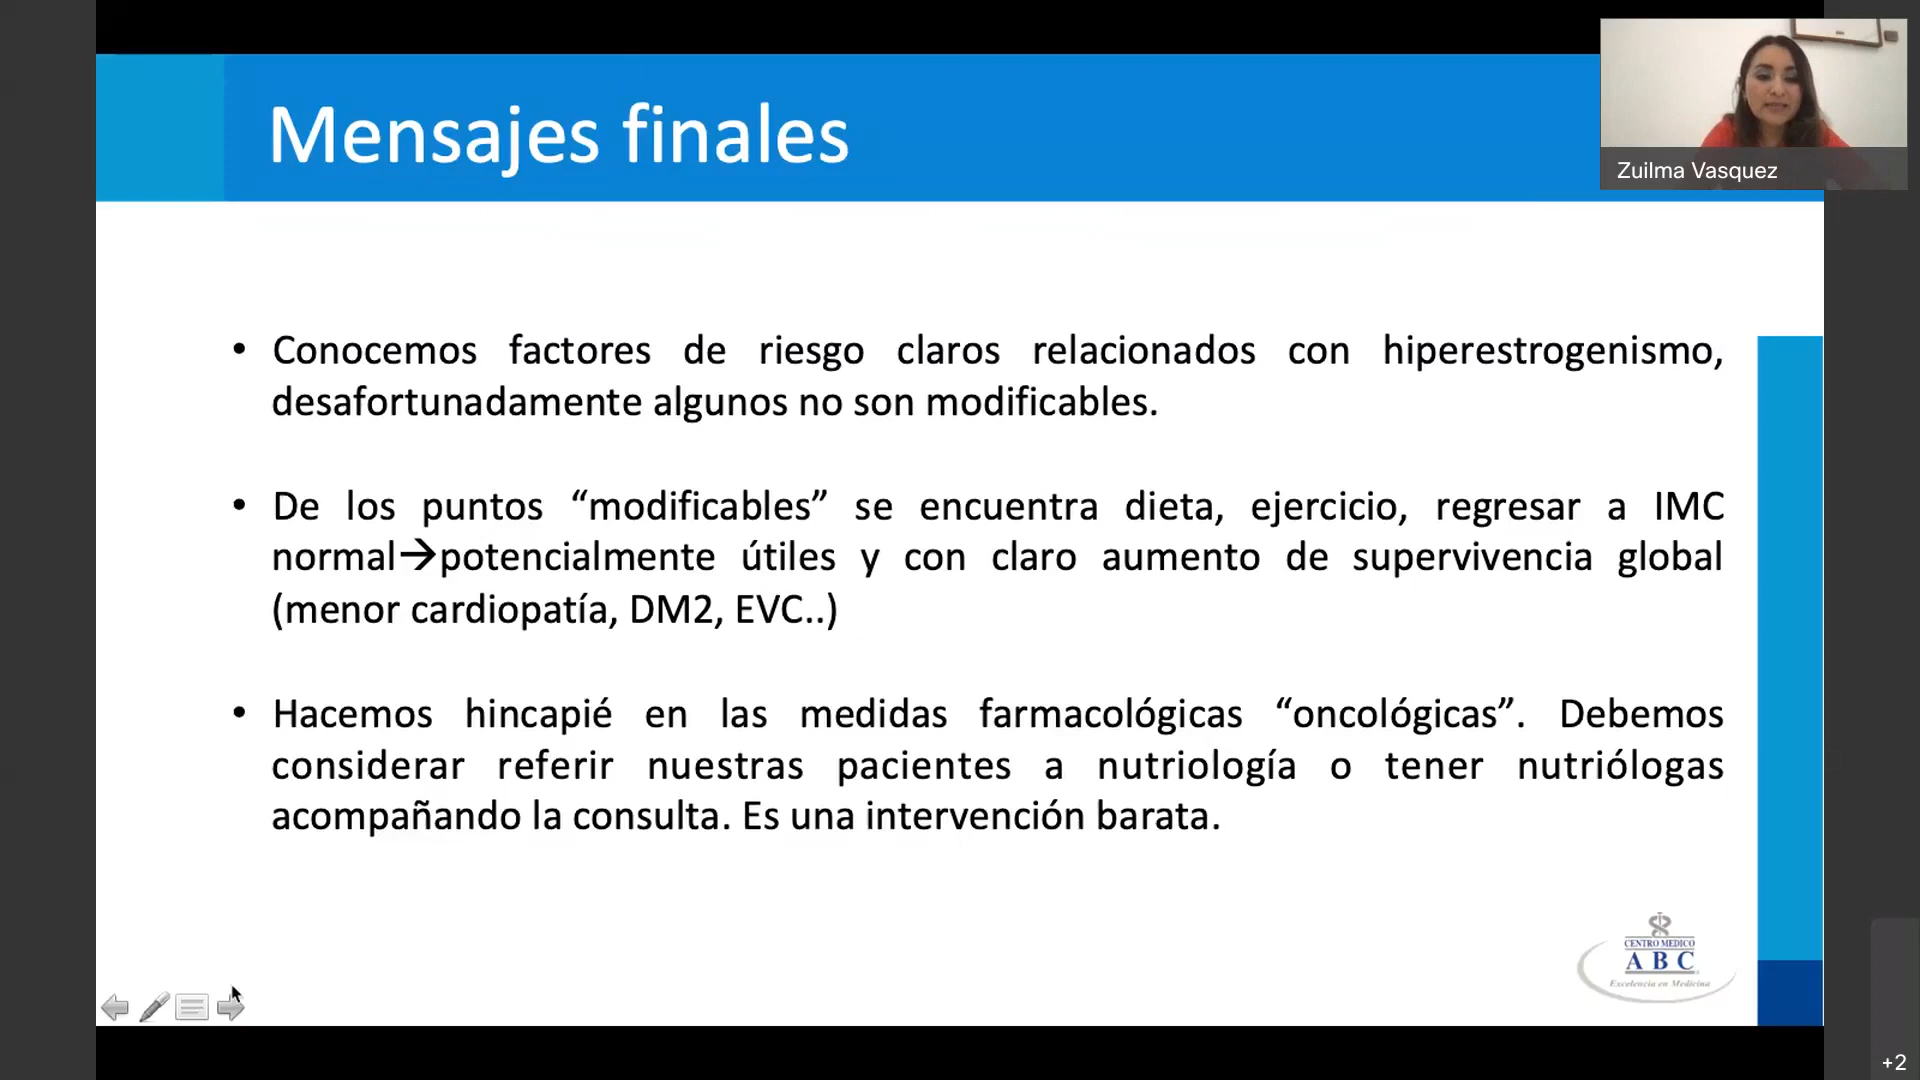 Mensajes finales
Zuilma Vasquez
• Conocemos factores de riesgo claros relacionados con hiperestrogenismo,
desafortunadamente algunos no son modificables.
• De los puntos “modificables” se encuentra dieta, ejercicio, regresar a IMC
normal→potencialmente útiles y con claro aumento de supervivencia global
(menor cardiopatía, DM2, EVC..)
• Hacemos hincapié en las medidas farmacológicas “oncológicas”. Debemos
considerar referir nuestras pacientes a nutriología o tener nutriólogas
acompañando la consulta. Es una intervención barata.
CENTRO MEDICO
ABC
Excelencia en Medicina
+2